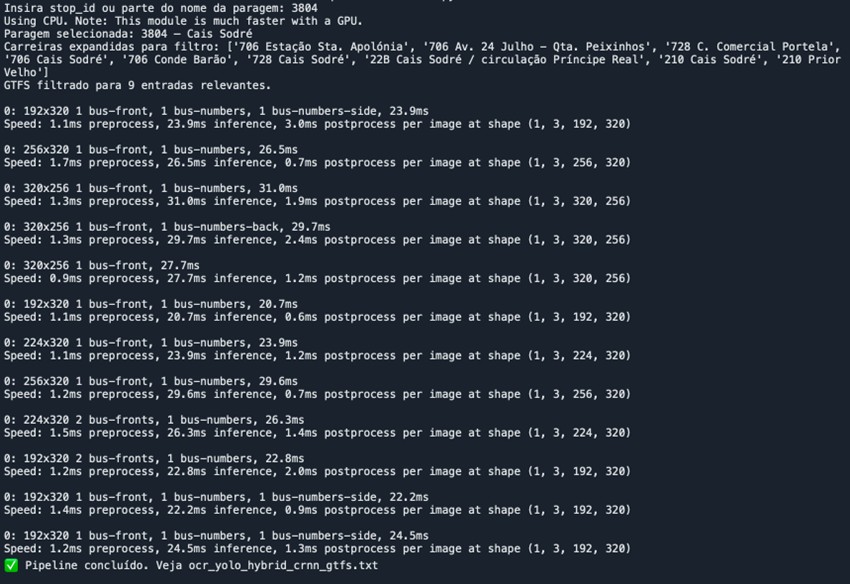 Insira stop_id ou parte do nome da paragem: 3804
Using CPU. Note: This module is much faster with a GPU.
Paragem selecionada: 3804 – Cais Sodré
Carreiras expandidas para filtro: ['706 Estação Sta. Apolónia', '706 Av. 24 Julho – Qta. Peixinhos', '728 C. Comercial Portela',
'706 Cais Sodré', '706 Conde Barão', '728 Cais Sodré', '22B Cais Sodré / circulação Príncipe Real', '210 Cais Sodré', '210 Prior
Velho']
GTFS filtrado para 9 entradas relevantes.
0: 192x320 1 bus-front, 1 bus-numbers, 1 bus-numbers-side, 23.9ms
Speed: 1.1ms preprocess, 23.9ms inference, 3.0ms postprocess per image at shape (1, 3, 192, 320)
0: 256x320 1 bus-front, 1 bus-numbers, 26.5ms
Speed: 1.7ms preprocess, 26.5ms inference, 0.7ms postprocess per image at shape (1, 3, 256, 320)
0: 320x256 1 bus-front, 1 bus-numbers, 31.0ms
Speed: 1.3ms preprocess, 31.0ms inference, 1.9ms postprocess per image at shape (1, 3, 320, 256)
0: 320x256 1 bus-front, 1 bus-numbers-back, 29.7ms
Speed: 1.3ms preprocess, 29.7ms inference, 2.4ms postprocess per image at shape (1, 3, 320, 256)
0: 320x256 1 bus-front, 27.7ms
Speed: 0.9ms preprocess, 27.7ms inference, 1.2ms postprocess per image at shape (1, 3, 320, 256)
0: 192x320 1 bus-front, 1 bus-numbers, 20.7ms
Speed: 1.1ms preprocess, 20.7ms inference, 0.6ms postprocess per image at shape (1, 3, 192, 320)
0: 224x320 1 bus-front, 1 bus-numbers, 23.9ms
Speed: 1.1ms preprocess, 23.9ms inference, 1.2ms postprocess per image at shape (1, 3, 224, 320)
0: 256x320 1 bus-front, 1 bus-numbers, 29.6ms
Speed: 1.2ms preprocess, 29.6ms inference, 0.7ms postprocess per image at shape (1, 3, 256, 320)
0: 224x320 2 bus-fronts, 1 bus-numbers, 26.3ms
Speed: 1.5ms preprocess, 26.3ms inference, 1.4ms postprocess per image at shape (1, 3, 224, 320)
0: 192x320 2 bus-fronts, 1 bus-numbers, 22.8ms
Speed: 1.2ms preprocess, 22.8ms inference, 2.0ms postprocess per image at shape (1, 3, 192, 320)
0: 192x320 1 bus-front, 1 bus-numbers, 1 bus-numbers-side, 22.2ms
Speed: 1.4ms preprocess, 22.2ms inference, 0.9ms postprocess per image at shape (1, 3, 192, 320)
0: 192x320 1 bus-front, 1 bus-numbers, 1 bus-numbers-side, 24.5ms
Speed: 1.2ms preprocess, 24.5ms inference, 1.3ms postprocess per image at shape (1, 3, 192, 320)
✅ Pipeline concluído. Veja ocr_yolo_hybrid_crnn_gtfs.txt